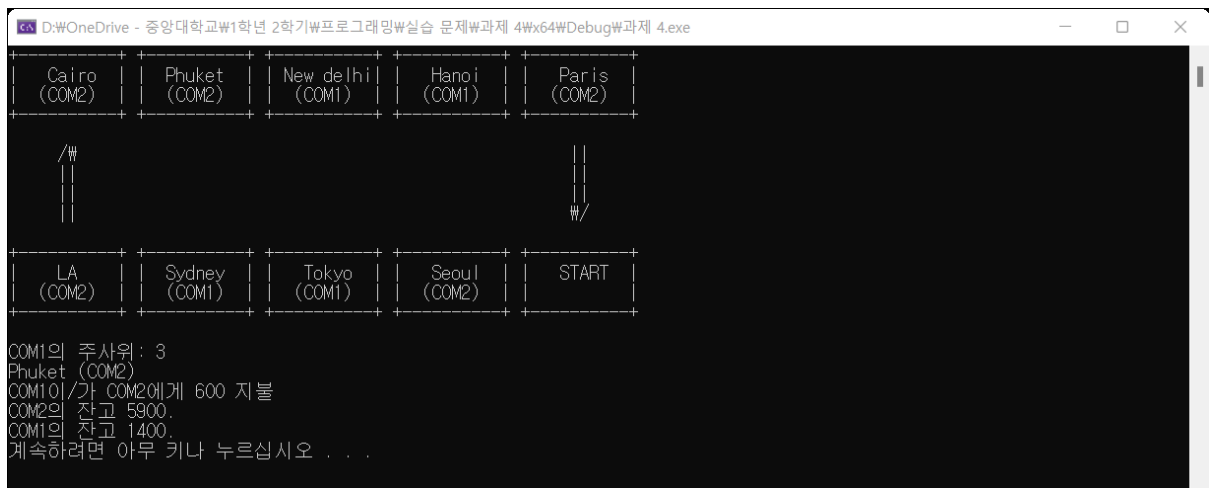 D:₩OneDrive - 중앙대학교₩1학년 2학기₩프로그래밍₩실습 문제₩과제 4₩x64₩Debug₩과제 4.exe
+----------+ +----------+ +----------+ +----------+ +----------+
|   Cairo  | |  Phuket  | | New delhi| |   Hanoi  | |   Paris  |
|  (COM2)  | |  (COM2)  | |  (COM1)  | |  (COM1)  | |  (COM2)  |
+----------+ +----------+ +----------+ +----------+ +----------+
/₩ ||
|| ||
|| ||
|| ₩/
+----------+ +----------+ +----------+ +----------+ +----------+
|    LA    | |  Sydney  | |   Tokyo  | |   Seoul  | |   START  |
|  (COM2)  | |  (COM1)  | |  (COM1)  | |  (COM2)  | |          |
+----------+ +----------+ +----------+ +----------+ +----------+
COM1의 주사위: 3
Phuket (COM2)
COM1이/가 COM2에게 600 지불
COM2의 잔고 5900.
COM1의 잔고 1400.
계속하려면 아무 키나 누르십시오 . . .